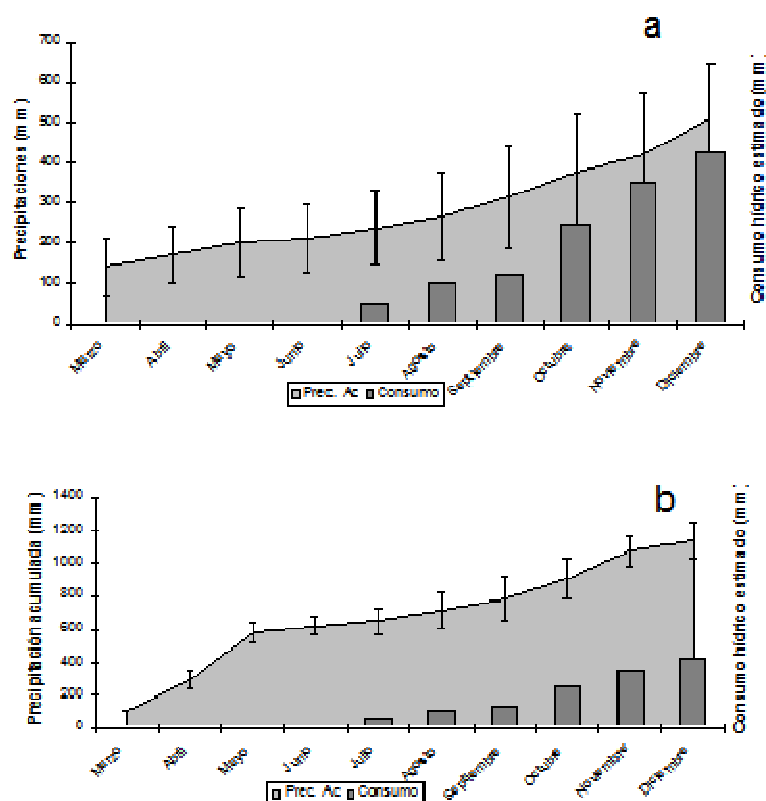 a
700
600
500
400
300
200
100
0
Precipitaciones (mm)
Consumo hídrico estimado (mm)
Marzo
Abril
Mayo
Junio
Julio
Agosto
Septiembre
Octubre
Noviembre
Diciembre
Prec. Ac Consumo
b
1400
1200
1000
800
600
400
200
0
Precipitación acumulada (mm)
Consumo hídrico estimado (mm)
Marzo
Abril
Mayo
Junio
Julio
Agosto
Septiembre
Octubre
Noviembre
Diciembre
Prec. Ac Consumo